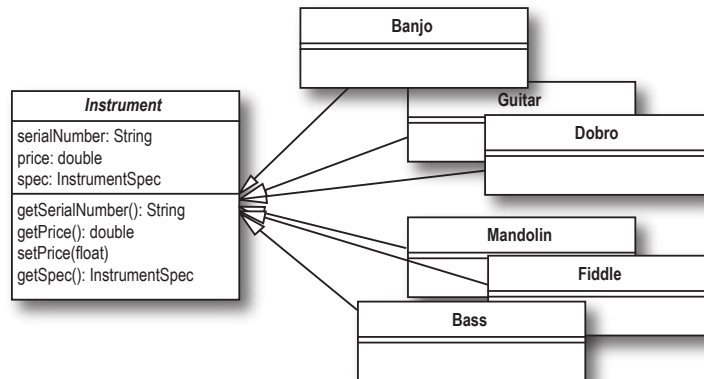 Banjo
Instrument
serialNumber: String
price: double
spec: InstrumentSpec
getSerialNumber(): String
getPrice(): double
setPrice(float)
getSpec(): InstrumentSpec
Guitar
Dobro
Mandolin
Fiddle
Bass